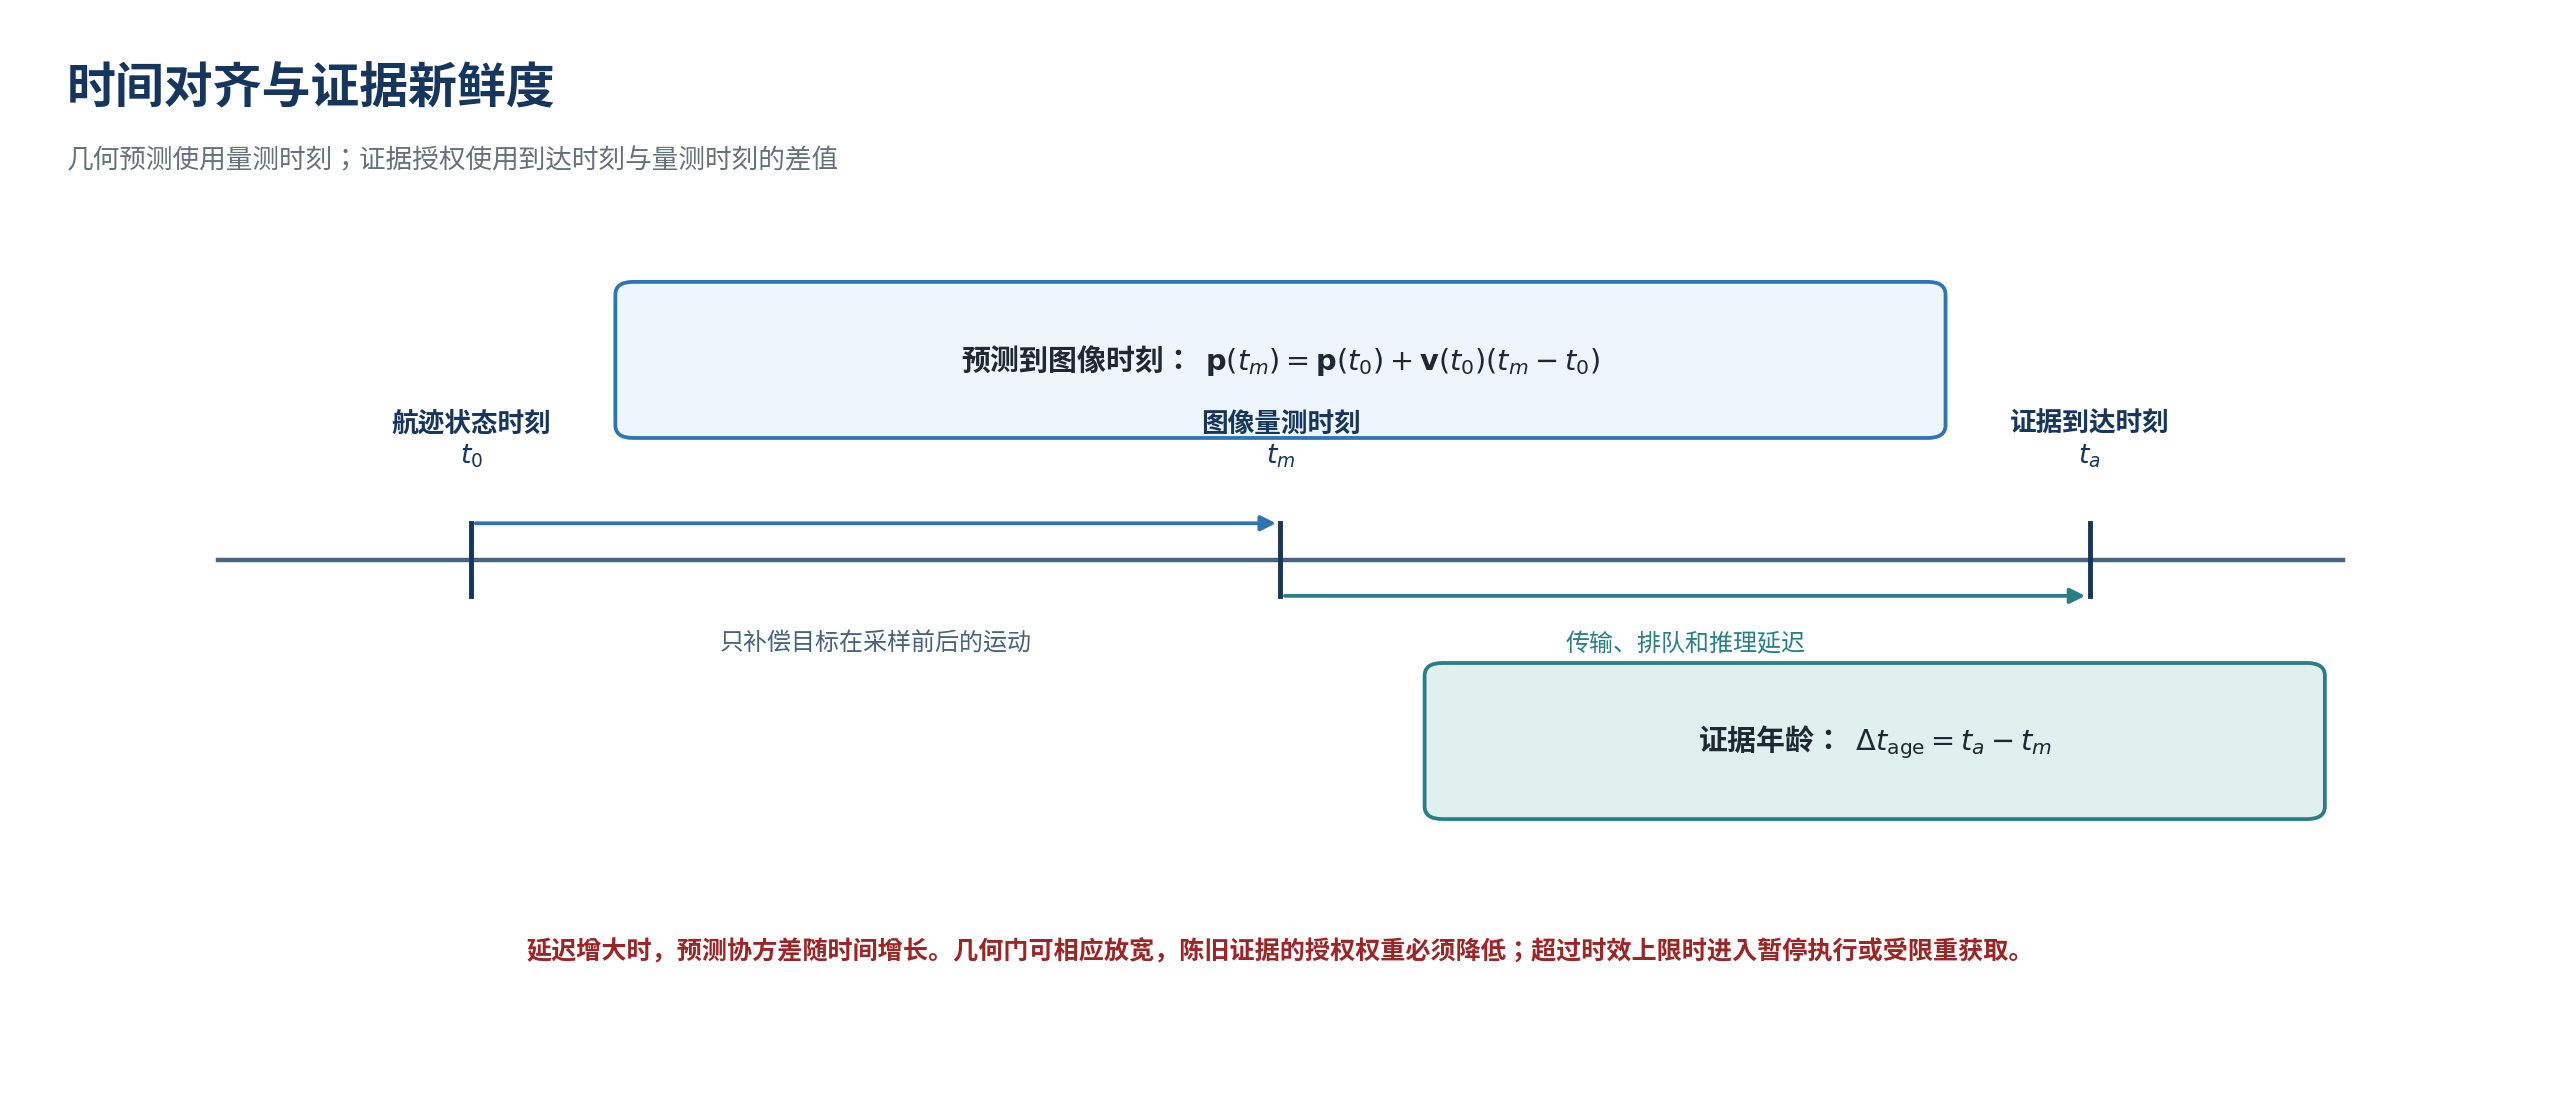 时间对齐与证据新鲜度
几何预测使用量测时刻；证据授权使用到达时刻与量测时刻的差值
预测到图像时刻： p(tₘ) = p(t₀) + v(t₀)(tₘ − t₀)
航迹状态时刻
t₀
图像量测时刻
tₘ
证据到达时刻
tₐ
只补偿目标在采样前后的运动
传输、排队和推理延迟
证据年龄： Δt_age = tₐ − tₘ
延迟增大时，预测协方差随时间增长。几何门可相应放宽，陈旧证据的授权权重必须降低；超过时效上限时进入暂停执行或受限重获取。